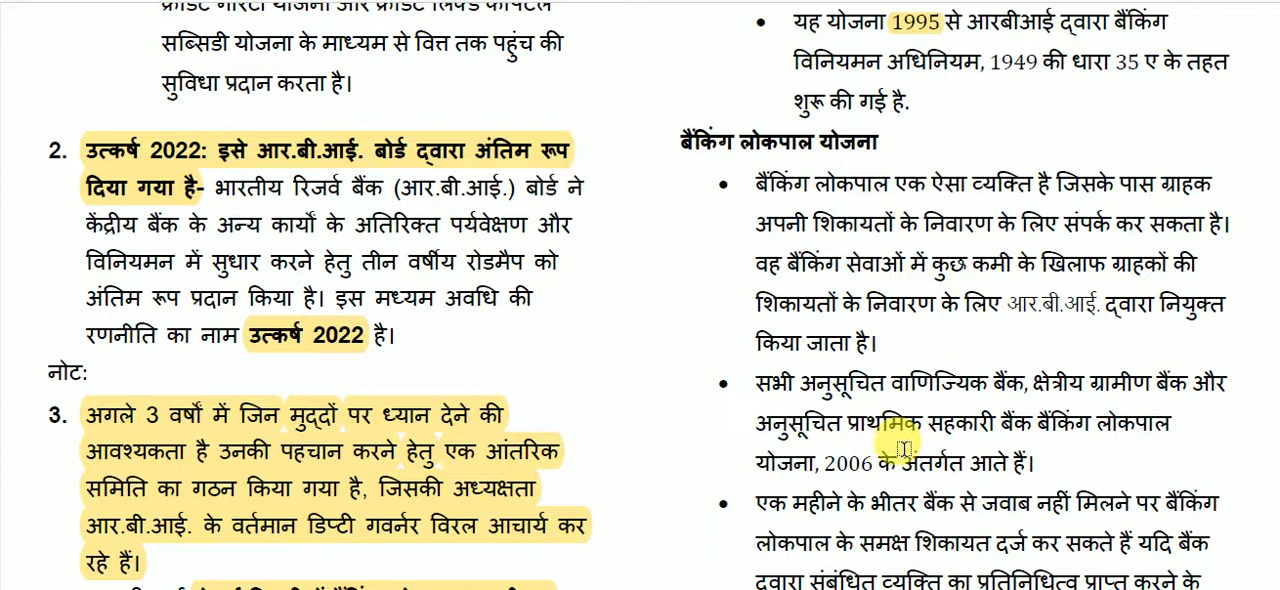 क्रेडिट गारंटी योजना और क्रेडिट लिंक्ड कैपिटल
सब्सिडी योजना के माध्यम से वित्त तक पहुंच की
सुविधा प्रदान करता है।
2. उत्कर्ष 2022: इसे आर.बी.आई. बोर्ड द्वारा अंतिम रूप
दिया गया है- भारतीय रिजर्व बैंक (आर.बी.आई.) बोर्ड ने
केंद्रीय बैंक के अन्य कार्यों के अतिरिक्त पर्यवेक्षण और
विनियमन में सुधार करने हेतु तीन वर्षीय रोडमैप को
अंतिम रूप प्रदान किया है। इस मध्यम अवधि की
रणनीति का नाम उत्कर्ष 2022 है।
नोट:
3. अगले 3 वर्षों में जिन मुद्दों पर ध्यान देने की
आवश्यकता है उनकी पहचान करने हेतु एक आंतरिक
समिति का गठन किया गया है, जिसकी अध्यक्षता
आर.बी.आई. के वर्तमान डिप्टी गवर्नर विरल आचार्य कर
रहे हैं।
• यह योजना 1995 से आरबीआई द्वारा बैंकिंग
विनियमन अधिनियम, 1949 की धारा 35 ए के तहत
शुरू की गई है.
बैंकिंग लोकपाल योजना
• बैंकिंग लोकपाल एक ऐसा व्यक्ति है जिसके पास ग्राहक
अपनी शिकायतों के निवारण के लिए संपर्क कर सकता है।
वह बैंकिंग सेवाओं में कुछ कमी के खिलाफ ग्राहकों की
शिकायतों के निवारण के लिए आर.बी.आई. द्वारा नियुक्त
किया जाता है।
• सभी अनुसूचित वाणिज्यिक बैंक, क्षेत्रीय ग्रामीण बैंक और
अनुसूचित प्राथमिक सहकारी बैंक बैंकिंग लोकपाल
योजना, 2006 के अंतर्गत आते हैं।
• एक महीने के भीतर बैंक से जवाब नहीं मिलने पर बैंकिंग
लोकपाल के समक्ष शिकायत दर्ज कर सकते हैं यदि बैंक
द्वारा संबंधित व्यक्ति का प्रतिनिधित्व प्राप्त करने के